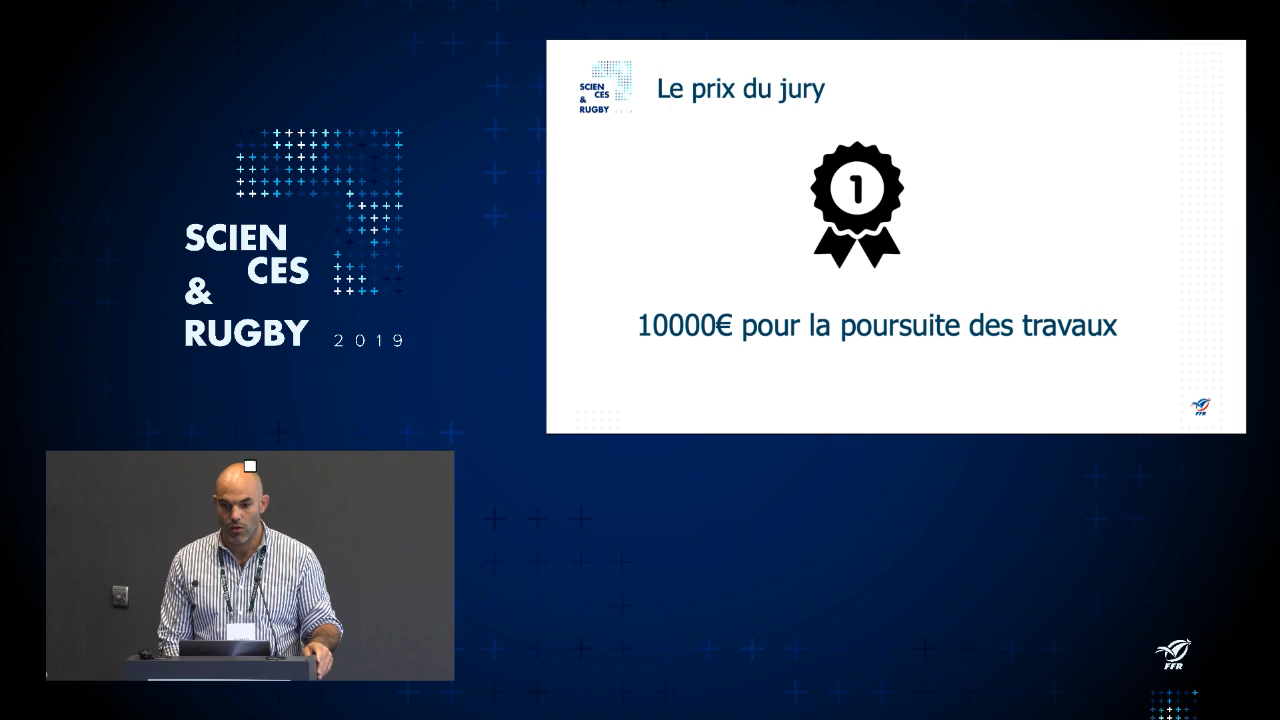 SCIEN
CES
&
RUGBY 2019
SCIEN
CES
&
RUGBY 2019
Le prix du jury
1
10000€ pour la poursuite des travaux
FFR
FFR